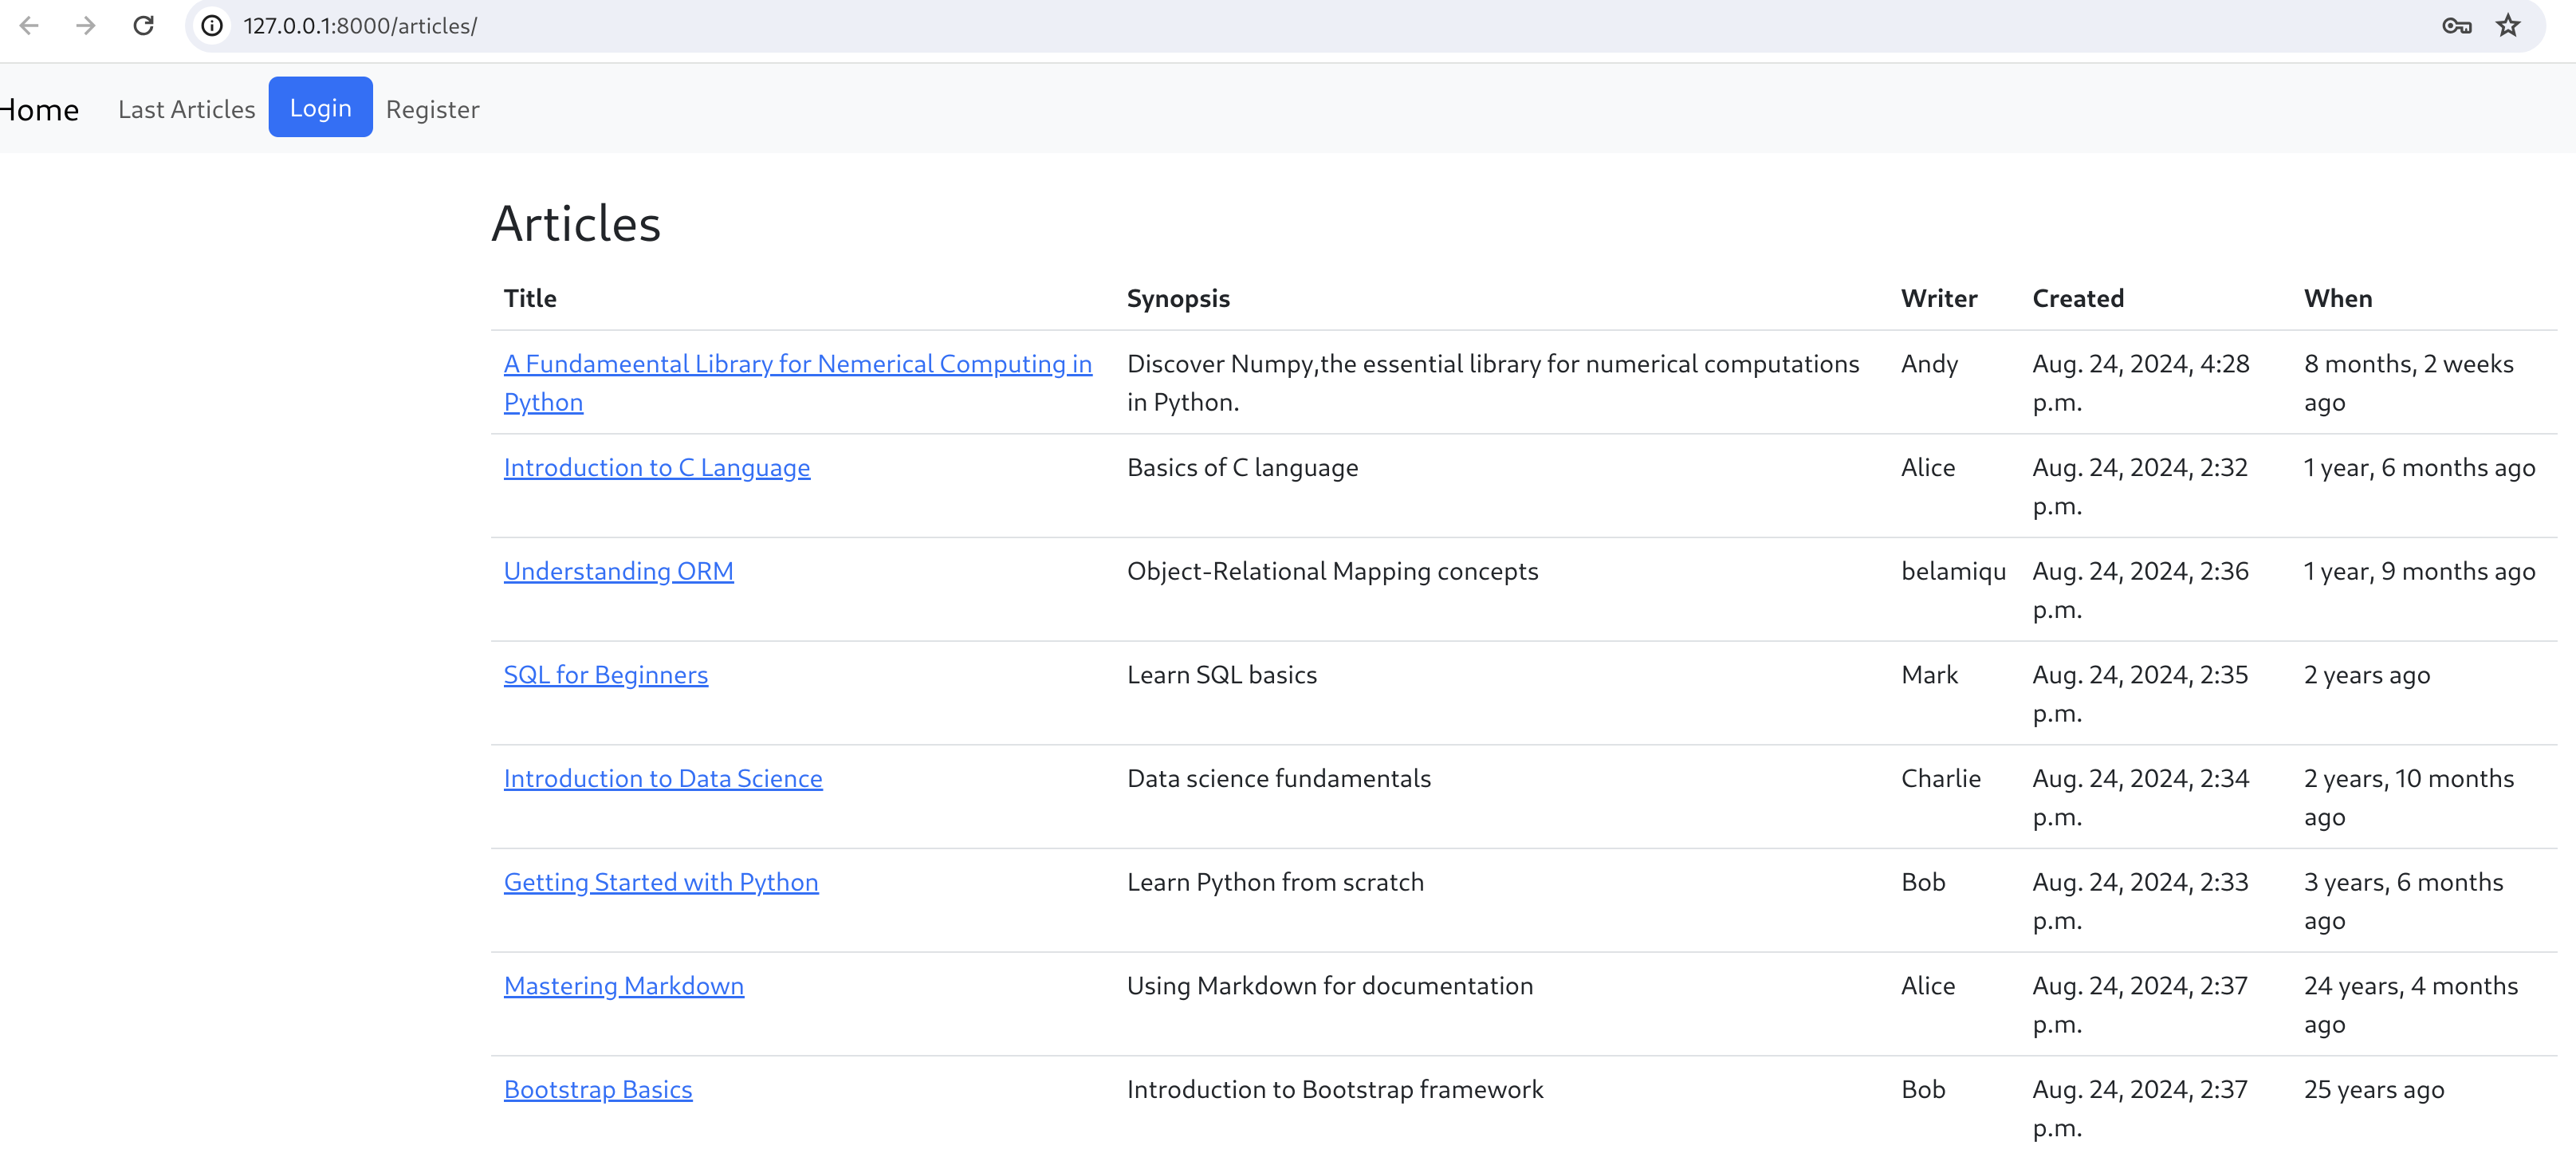 127.0.0.1:8000/articles/
Home Last Articles Login Register
Articles
Title Synopsis Writer Created When
A Fundameental Library for Nemerical Computing in Discover Numpy,the essential library for numerical computations Andy Aug. 24, 2024, 4:28 8 months, 2 weeks
Python in Python. p.m. ago
Introduction to C Language Basics of C language Alice Aug. 24, 2024, 2:32 1 year, 6 months ago
p.m.
Understanding ORM Object-Relational Mapping concepts belamiqu Aug. 24, 2024, 2:36 1 year, 9 months ago
p.m.
SQL for Beginners Learn SQL basics Mark Aug. 24, 2024, 2:35 2 years ago
p.m.
Introduction to Data Science Data science fundamentals Charlie Aug. 24, 2024, 2:34 2 years, 10 months
p.m. ago
Getting Started with Python Learn Python from scratch Bob Aug. 24, 2024, 2:33 3 years, 6 months
p.m. ago
Mastering Markdown Using Markdown for documentation Alice Aug. 24, 2024, 2:37 24 years, 4 months
p.m. ago
Bootstrap Basics Introduction to Bootstrap framework Bob Aug. 24, 2024, 2:37 25 years ago
p.m.